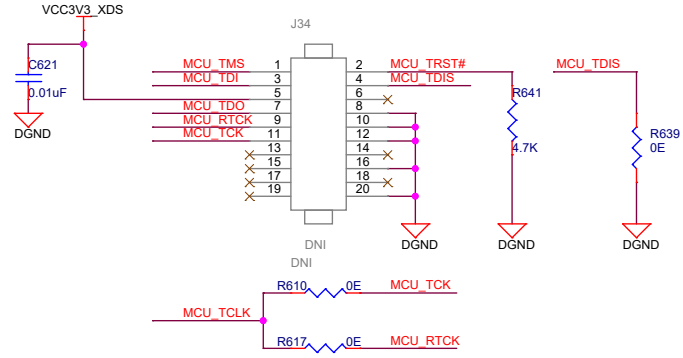 VCC3V3_XDS
J34
C621
0.01uF
DGND
MCU_TMS 1 2 MCU_TRST#
MCU_TDI 3 4 MCU_TDIS
5 6
MCU_TDO 7 8
MCU_RTCK 9 10
MCU_TCK 11 12
13 14
15 16
17 18
19 20
R641
4.7K
MCU_TDIS
R639
0E
DGND DGND DGND
DNI
DNI
R610 0E MCU_TCK
MCU_TCLK
R617 0E MCU_RTCK